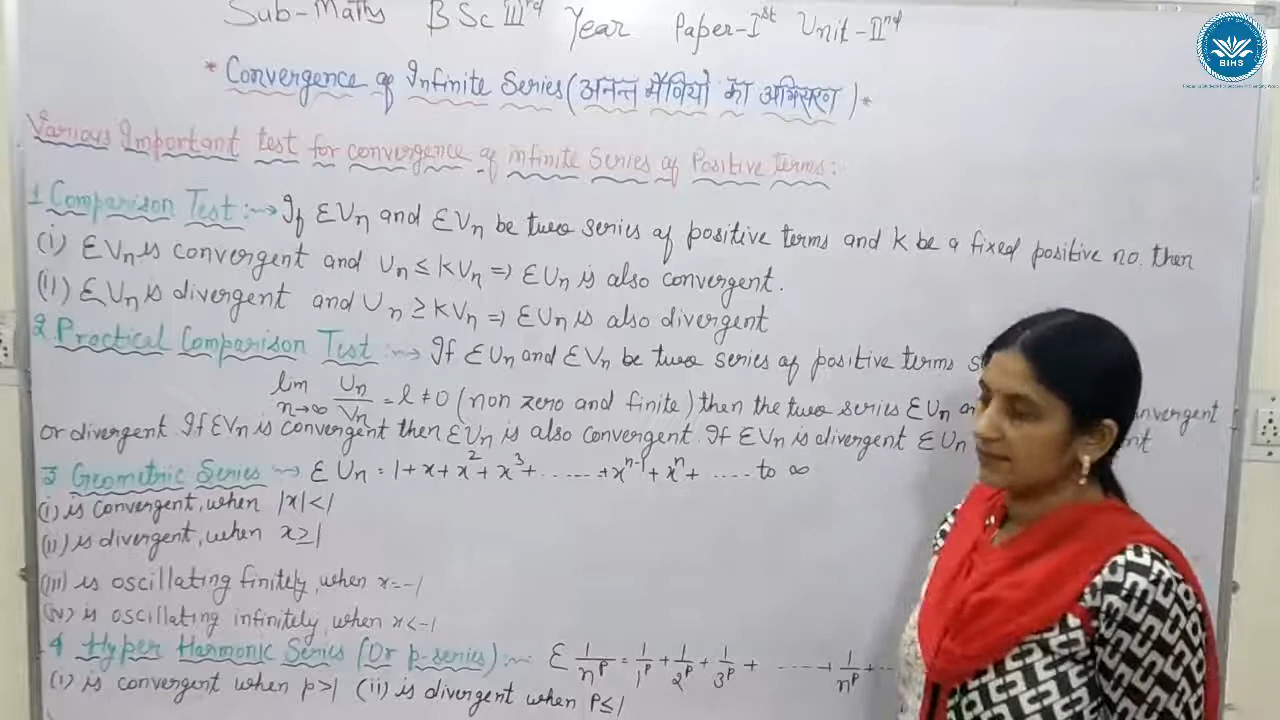 Sub-Maths BSc IIIrd Year Paper-Ist Unit-IInd
* Convergence of Infinite Series (अनन्त श्रेणियो का अभिसरण) *
Various Important test for convergence of infinite Series of Positive terms:-
1 Comparison Test:→ If ΣUn and ΣVn be two series of positive terms and K be a fixed positive no. then
(i) ΣVn is convergent and Un ≤ KVn ⇒ ΣUn is also convergent.
(ii) ΣVn is divergent and Un ≥ KVn ⇒ ΣUn is also divergent
2 Practical Comparison Test :→ If ΣUn and ΣVn be two series of positive terms
lim n→∞ Un/Vn = l ≠ 0 (non zero and finite) then the two series ΣUn
or divergent. If ΣVn is convergent then ΣUn is also convergent. If ΣVn is divergent ΣUn
3 Geometric Series → ΣUn = 1+x+x²+x³+......+xⁿ⁻¹+xⁿ+....to ∞
(i) is convergent, when |x|<1
(ii) is divergent, when x≥1
(iii) is oscillating finitely, when x=-1
(iv) is oscillating infinitely, when x<-1
4 Hyper Harmonic Series (Or p-series):- Σ 1/n^p = 1/1^p + 1/2^p + 1/3^p + ......+ 1/n^p +..
(i) is convergent when p>1 (ii) is divergent when P≤1
BIHS